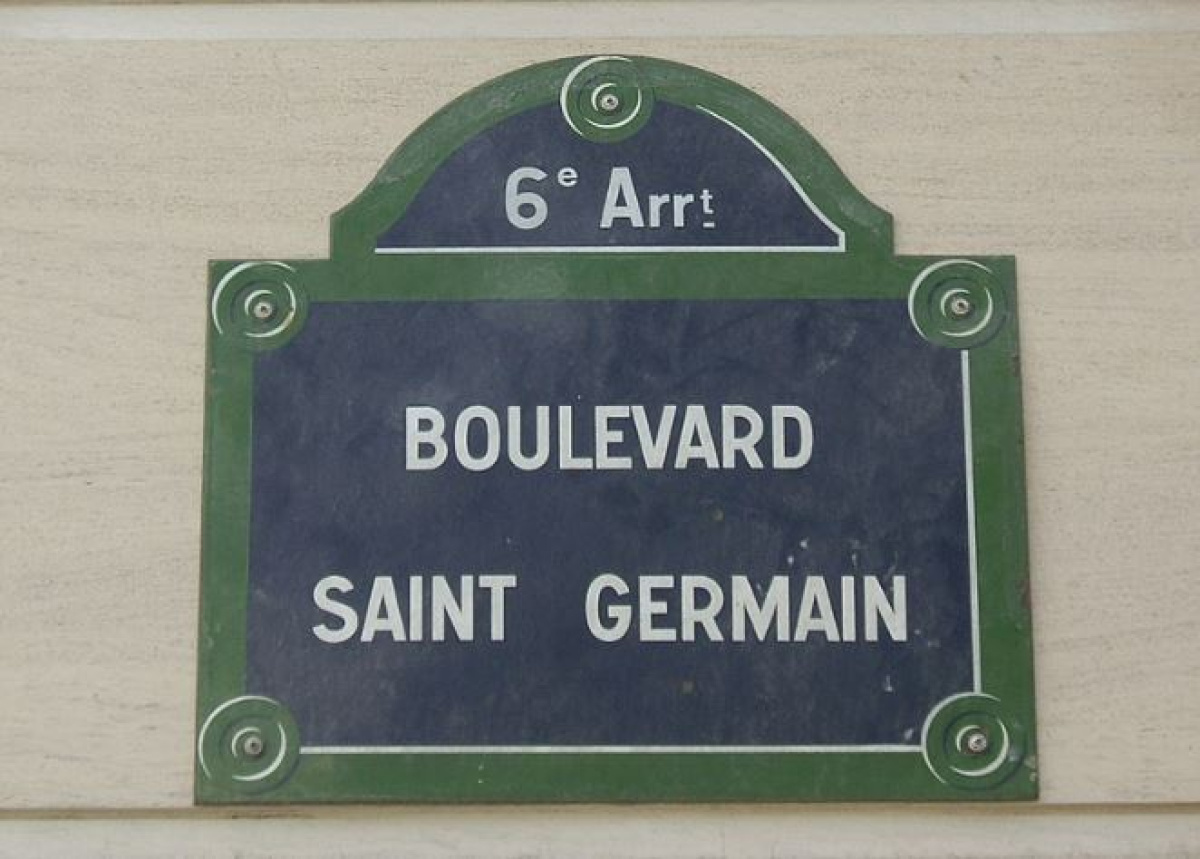 6e Arrt
BOULEVARD
SAINT GERMAIN